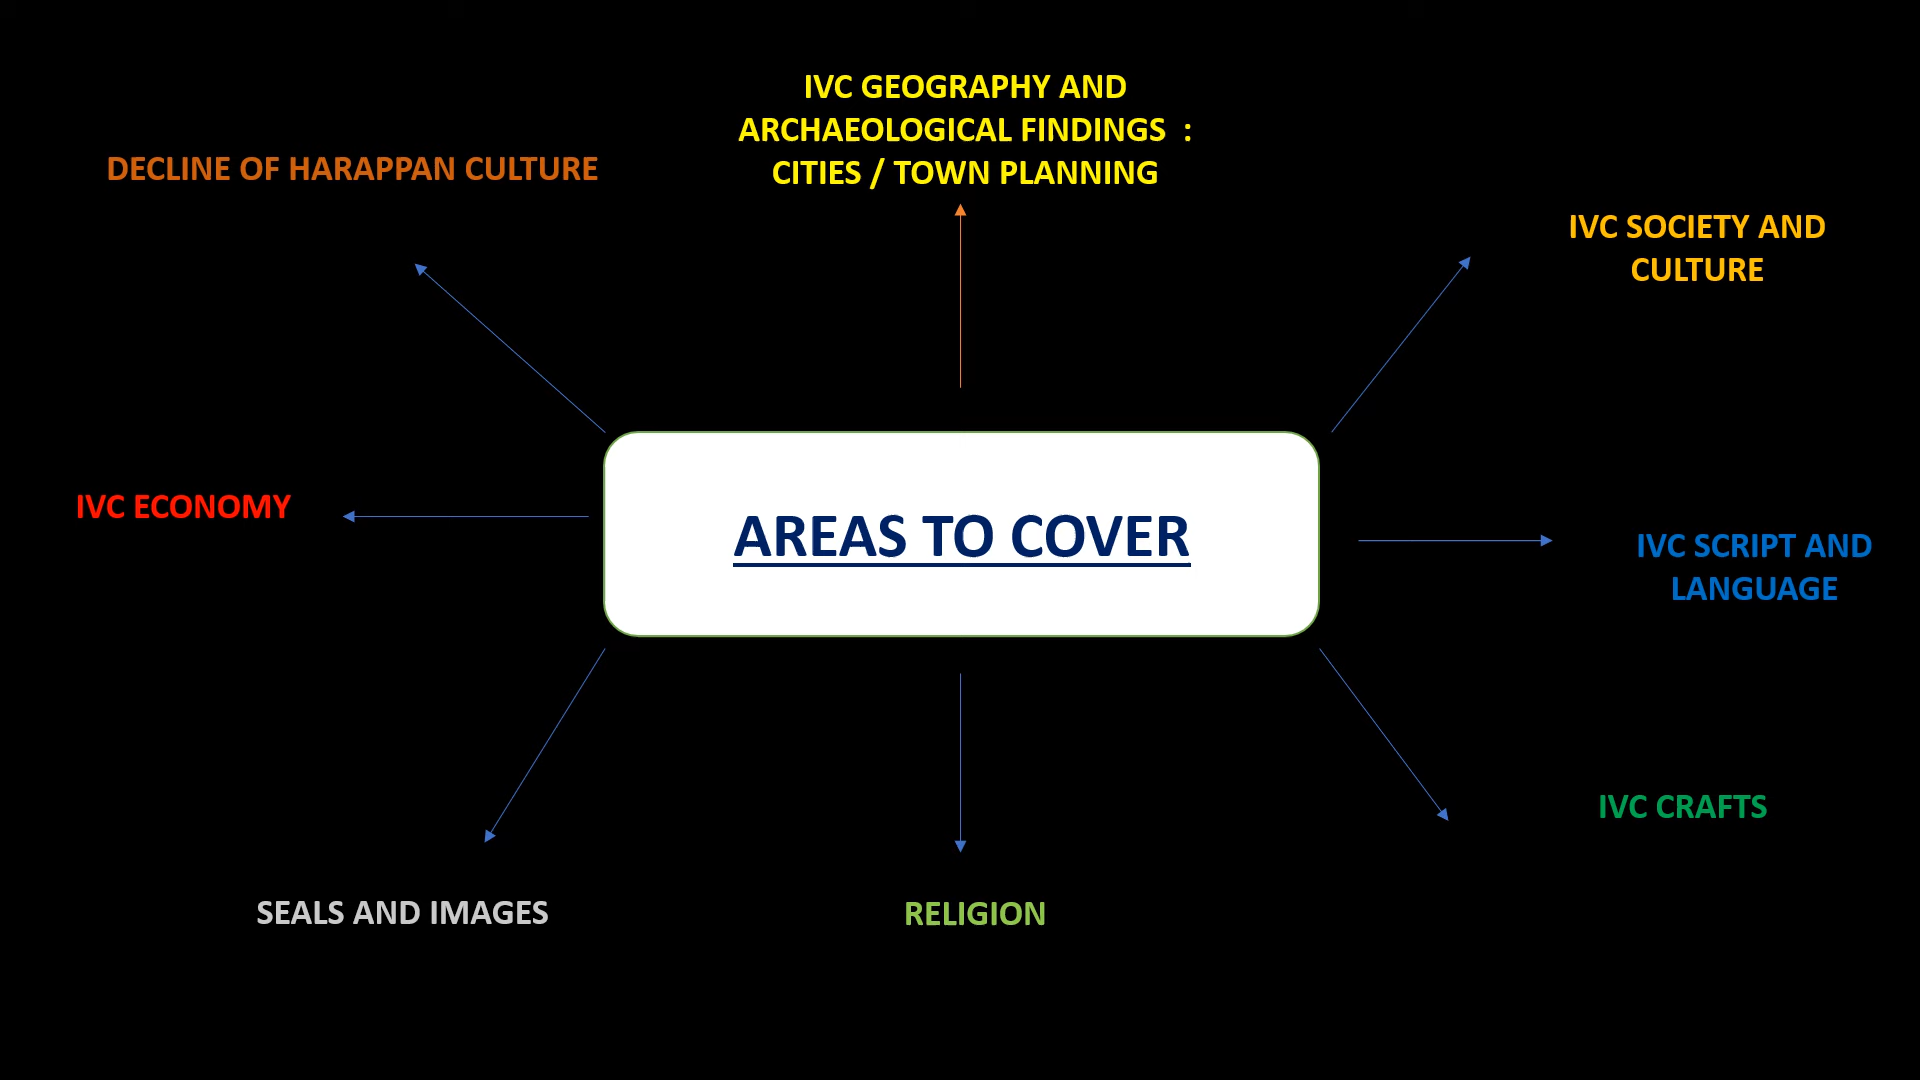 IVC GEOGRAPHY AND
ARCHAEOLOGICAL FINDINGS :
CITIES / TOWN PLANNING
DECLINE OF HARAPPAN CULTURE
IVC SOCIETY AND
CULTURE
IVC ECONOMY
AREAS TO COVER
IVC SCRIPT AND
LANGUAGE
IVC CRAFTS
SEALS AND IMAGES
RELIGION